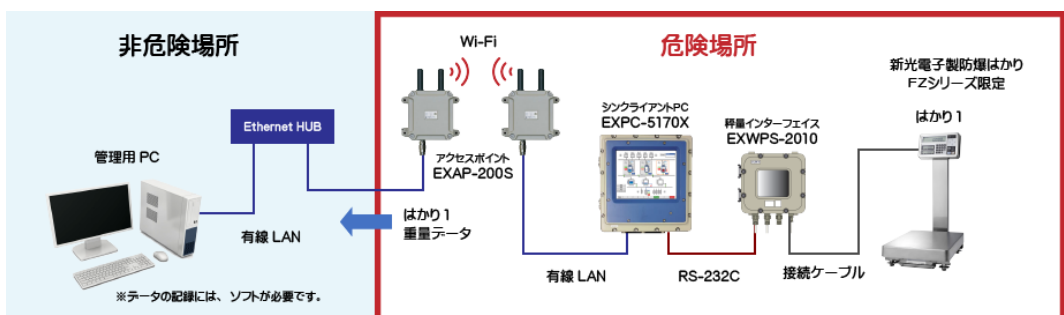 非危険場所
危険場所
Wi-Fi
新光電子製防爆はかり
FZシリーズ限定
はかり1
シンクライアントPC
EXPC-5170X
秤量インターフェイス
EXWPS-2010
Ethernet HUB
アクセスポイント
EXAP-200S
管理用 PC
はかり1
重量データ
有線 LAN
有線 LAN
RS-232C
接続ケーブル
※データの記録には、ソフトが必要です。